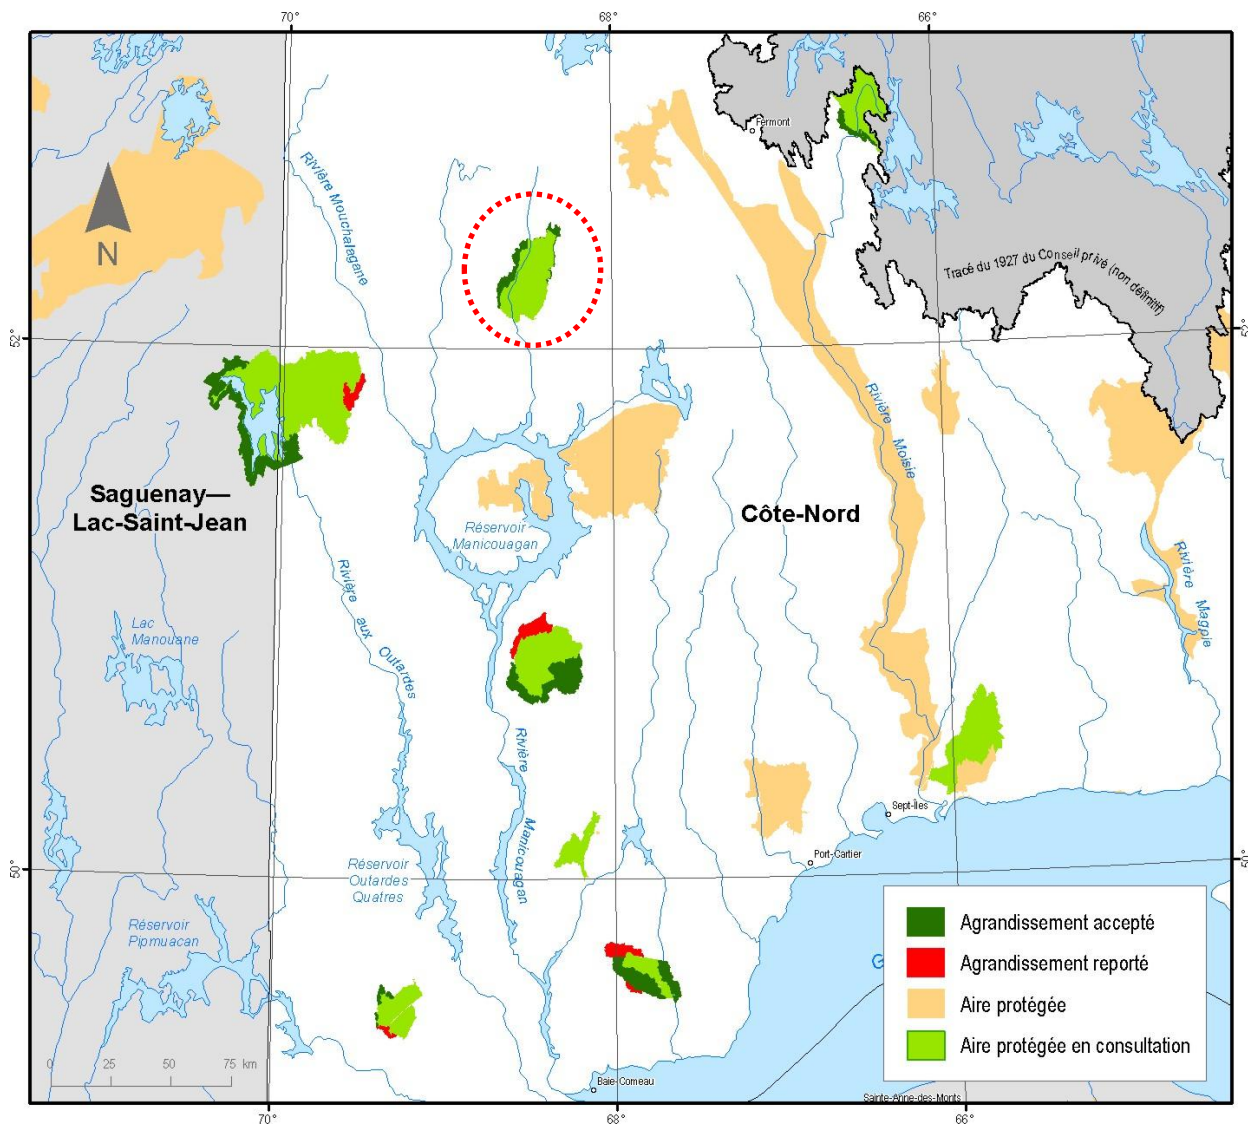 70°
68°
66°
Fermont
Rivière Mouchalagane
N
Tracé du 1927 du Conseil privé (non définitif)
52°
52°
Rivière Moisie
Saguenay—
Lac-Saint-Jean
Côte-Nord
Réservoir
Manicouagan
Rivière aux Outardes
Rivière Magpie
Lac
Manouane
Rivière Manicouagan
Sept-Îles
Port-Cartier
50°
50°
Réservoir
Outardes
Quatres
Réservoir
Pipmuacan
Agrandissement accepté
Agrandissement reporté
Aire protégée
Aire protégée en consultation
G
0 25 50 75 km
Baie-Comeau
Sainte-Anne-des-Monts
70°
68°
66°